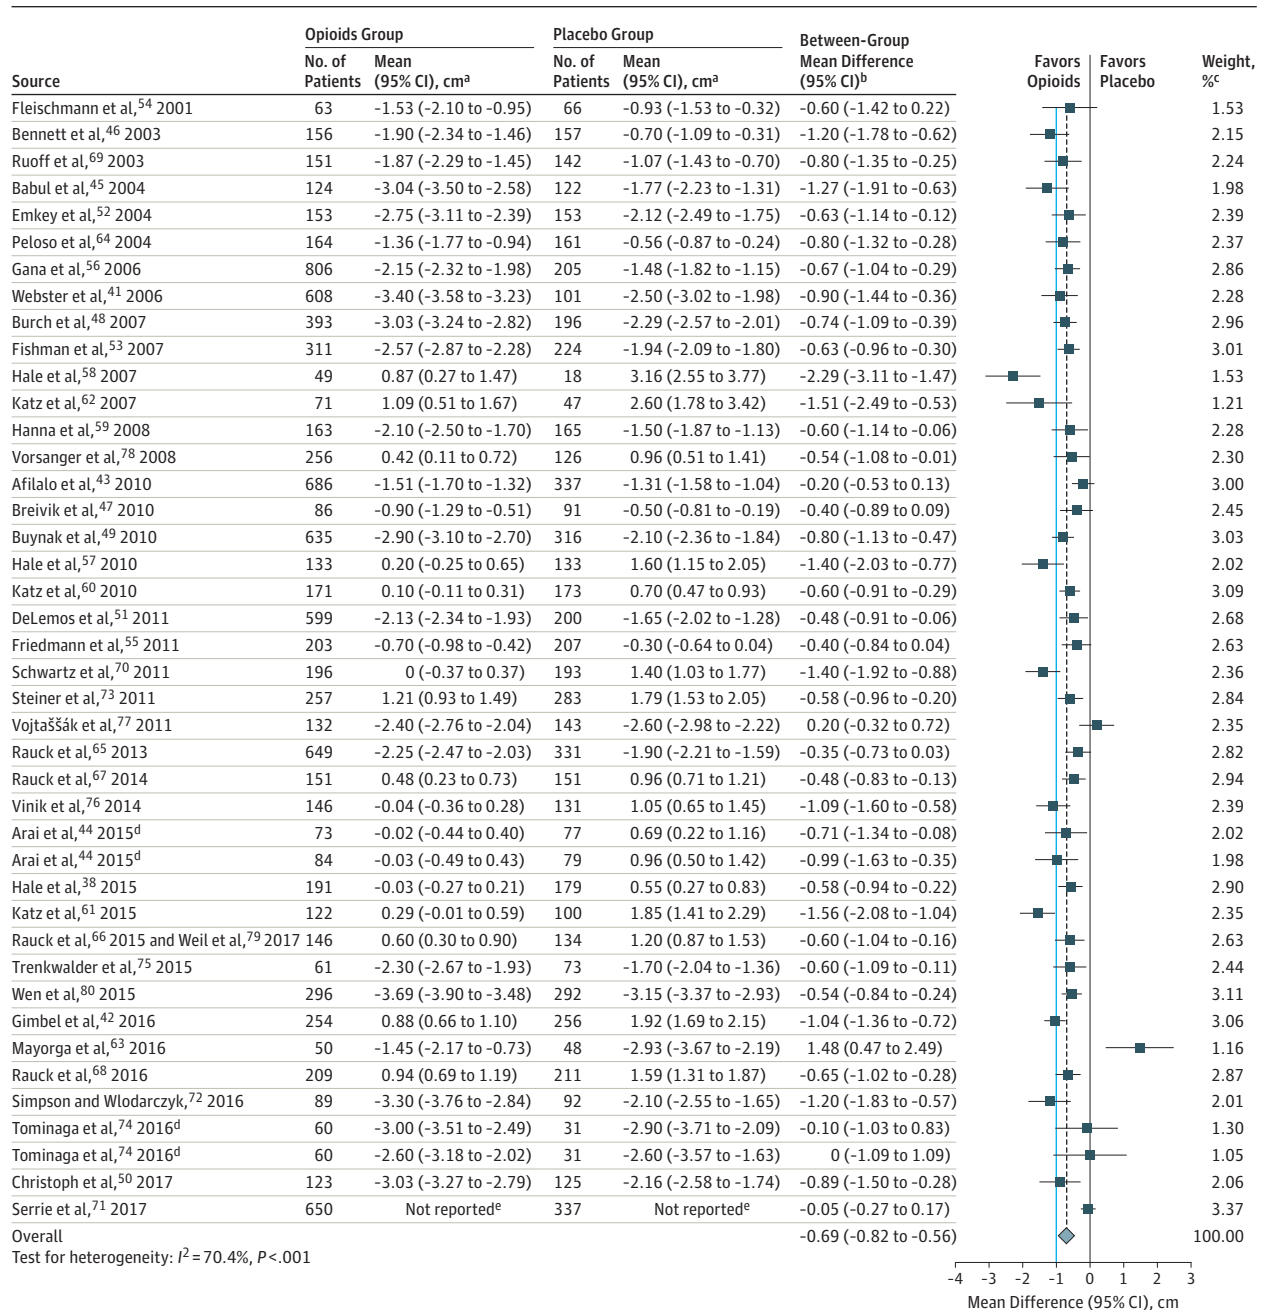 Opioids Group Placebo Group Between-Group
Mean Difference
(95% CI)b
No. of
Patients Mean
(95% CI), cma No. of
Patients Mean
(95% CI), cma Favors
Opioids Favors
Placebo Weight,
%c
Source
Fleischmann et al,54 2001 63 -1.53 (-2.10 to -0.95) 66 -0.93 (-1.53 to -0.32) -0.60 (-1.42 to 0.22) 1.53
Bennett et al,46 2003 156 -1.90 (-2.34 to -1.46) 157 -0.70 (-1.09 to -0.31) -1.20 (-1.78 to -0.62) 2.15
Ruoff et al,69 2003 151 -1.87 (-2.29 to -1.45) 142 -1.07 (-1.43 to -0.70) -0.80 (-1.35 to -0.25) 2.24
Babul et al,45 2004 124 -3.04 (-3.50 to -2.58) 122 -1.77 (-2.23 to -1.31) -1.27 (-1.91 to -0.63) 1.98
Emkey et al,52 2004 153 -2.75 (-3.11 to -2.39) 153 -2.12 (-2.49 to -1.75) -0.63 (-1.14 to -0.12) 2.39
Peloso et al,64 2004 164 -1.36 (-1.77 to -0.94) 161 -0.56 (-0.87 to -0.24) -0.80 (-1.32 to -0.28) 2.37
Gana et al,56 2006 806 -2.15 (-2.32 to -1.98) 205 -1.48 (-1.82 to -1.15) -0.67 (-1.04 to -0.29) 2.86
Webster et al,41 2006 608 -3.40 (-3.58 to -3.23) 101 -2.50 (-3.02 to -1.98) -0.90 (-1.44 to -0.36) 2.28
Burch et al,48 2007 393 -3.03 (-3.24 to -2.82) 196 -2.29 (-2.57 to -2.01) -0.74 (-1.09 to -0.39) 2.96
Fishman et al,53 2007 311 -2.57 (-2.87 to -2.28) 224 -1.94 (-2.09 to -1.80) -0.63 (-0.96 to -0.30) 3.01
Hale et al,58 2007 49 0.87 (0.27 to 1.47) 18 3.16 (2.55 to 3.77) -2.29 (-3.11 to -1.47) 1.53
Katz et al,62 2007 71 1.09 (0.51 to 1.67) 47 2.60 (1.78 to 3.42) -1.51 (-2.49 to -0.53) 1.21
Hanna et al,59 2008 163 -2.10 (-2.50 to -1.70) 165 -1.50 (-1.87 to -1.13) -0.60 (-1.14 to -0.06) 2.28
Vorsanger et al,78 2008 256 0.42 (0.11 to 0.72) 126 0.96 (0.51 to 1.41) -0.54 (-1.08 to -0.01) 2.30
Afilalo et al,43 2010 686 -1.51 (-1.70 to -1.32) 337 -1.31 (-1.58 to -1.04) -0.20 (-0.53 to 0.13) 3.00
Breivik et al,47 2010 86 -0.90 (-1.29 to -0.51) 91 -0.50 (-0.81 to -0.19) -0.40 (-0.89 to 0.09) 2.45
Buynak et al,49 2010 635 -2.90 (-3.10 to -2.70) 316 -2.10 (-2.36 to -1.84) -0.80 (-1.13 to -0.47) 3.03
Hale et al,57 2010 133 0.20 (-0.25 to 0.65) 133 1.60 (1.15 to 2.05) -1.40 (-2.03 to -0.77) 2.02
Katz et al,60 2010 171 0.10 (-0.11 to 0.31) 173 0.70 (0.47 to 0.93) -0.60 (-0.91 to -0.29) 3.09
DeLemos et al,51 2011 599 -2.13 (-2.34 to -1.93) 200 -1.65 (-2.02 to -1.28) -0.48 (-0.91 to -0.06) 2.68
Friedmann et al,55 2011 203 -0.70 (-0.98 to -0.42) 207 -0.30 (-0.64 to 0.04) -0.40 (-0.84 to 0.04) 2.63
Schwartz et al,70 2011 196 0 (-0.37 to 0.37) 193 1.40 (1.03 to 1.77) -1.40 (-1.92 to -0.88) 2.36
Steiner et al,73 2011 257 1.21 (0.93 to 1.49) 283 1.79 (1.53 to 2.05) -0.58 (-0.96 to -0.20) 2.84
Vojtaššák et al,77 2011 132 -2.40 (-2.76 to -2.04) 143 -2.60 (-2.98 to -2.22) 0.20 (-0.32 to 0.72) 2.35
Rauck et al,65 2013 649 -2.25 (-2.47 to -2.03) 331 -1.90 (-2.21 to -1.59) -0.35 (-0.73 to 0.03) 2.82
Rauck et al,67 2014 151 0.48 (0.23 to 0.73) 151 0.96 (0.71 to 1.21) -0.48 (-0.83 to -0.13) 2.94
Vinik et al,76 2014 146 -0.04 (-0.36 to 0.28) 131 1.05 (0.65 to 1.45) -1.09 (-1.60 to -0.58) 2.39
Arai et al,44 2015d 73 -0.02 (-0.44 to 0.40) 77 0.69 (0.22 to 1.16) -0.71 (-1.34 to -0.08) 2.02
Arai et al,44 2015d 84 -0.03 (-0.49 to 0.43) 79 0.96 (0.50 to 1.42) -0.99 (-1.63 to -0.35) 1.98
Hale et al,38 2015 191 -0.03 (-0.27 to 0.21) 179 0.55 (0.27 to 0.83) -0.58 (-0.94 to -0.22) 2.90
Katz et al,61 2015 122 0.29 (-0.01 to 0.59) 100 1.85 (1.41 to 2.29) -1.56 (-2.08 to -1.04) 2.35
Rauck et al,66 2015 and Weil et al,79 2017 146 0.60 (0.30 to 0.90) 134 1.20 (0.87 to 1.53) -0.60 (-1.04 to -0.16) 2.63
Trenkwalder et al,75 2015 61 -2.30 (-2.67 to -1.93) 73 -1.70 (-2.04 to -1.36) -0.60 (-1.09 to -0.11) 2.44
Wen et al,80 2015 296 -3.69 (-3.90 to -3.48) 292 -3.15 (-3.37 to -2.93) -0.54 (-0.84 to -0.24) 3.11
Gimbel et al,42 2016 254 0.88 (0.66 to 1.10) 256 1.92 (1.69 to 2.15) -1.04 (-1.36 to -0.72) 3.06
Mayorga et al,63 2016 50 -1.45 (-2.17 to -0.73) 48 -2.93 (-3.67 to -2.19) 1.48 (0.47 to 2.49) 1.16
Rauck et al,68 2016 209 0.94 (0.69 to 1.19) 211 1.59 (1.31 to 1.87) -0.65 (-1.02 to -0.28) 2.87
Simpson and Wlodarczyk,72 2016 89 -3.30 (-3.76 to -2.84) 92 -2.10 (-2.55 to -1.65) -1.20 (-1.83 to -0.57) 2.01
Tominaga et al,74 2016d 60 -3.00 (-3.51 to -2.49) 31 -2.90 (-3.71 to -2.09) -0.10 (-1.03 to 0.83) 1.30
Tominaga et al,74 2016d 60 -2.60 (-3.18 to -2.02) 31 -2.60 (-3.57 to -1.63) 0 (-1.09 to 1.09) 1.05
Christoph et al,50 2017 123 -3.03 (-3.27 to -2.79) 125 -2.16 (-2.58 to -1.74) -0.89 (-1.50 to -0.28) 2.06
Serrie et al,71 2017 650 Not reportede 337 Not reportede -0.05 (-0.27 to 0.17) 3.37
Overall -0.69 (-0.82 to -0.56) 100.00
Test for heterogeneity: I2 = 70.4%, P <.001
-4 -3 -2 -1 0 1 2 3
Mean Difference (95% CI), cm